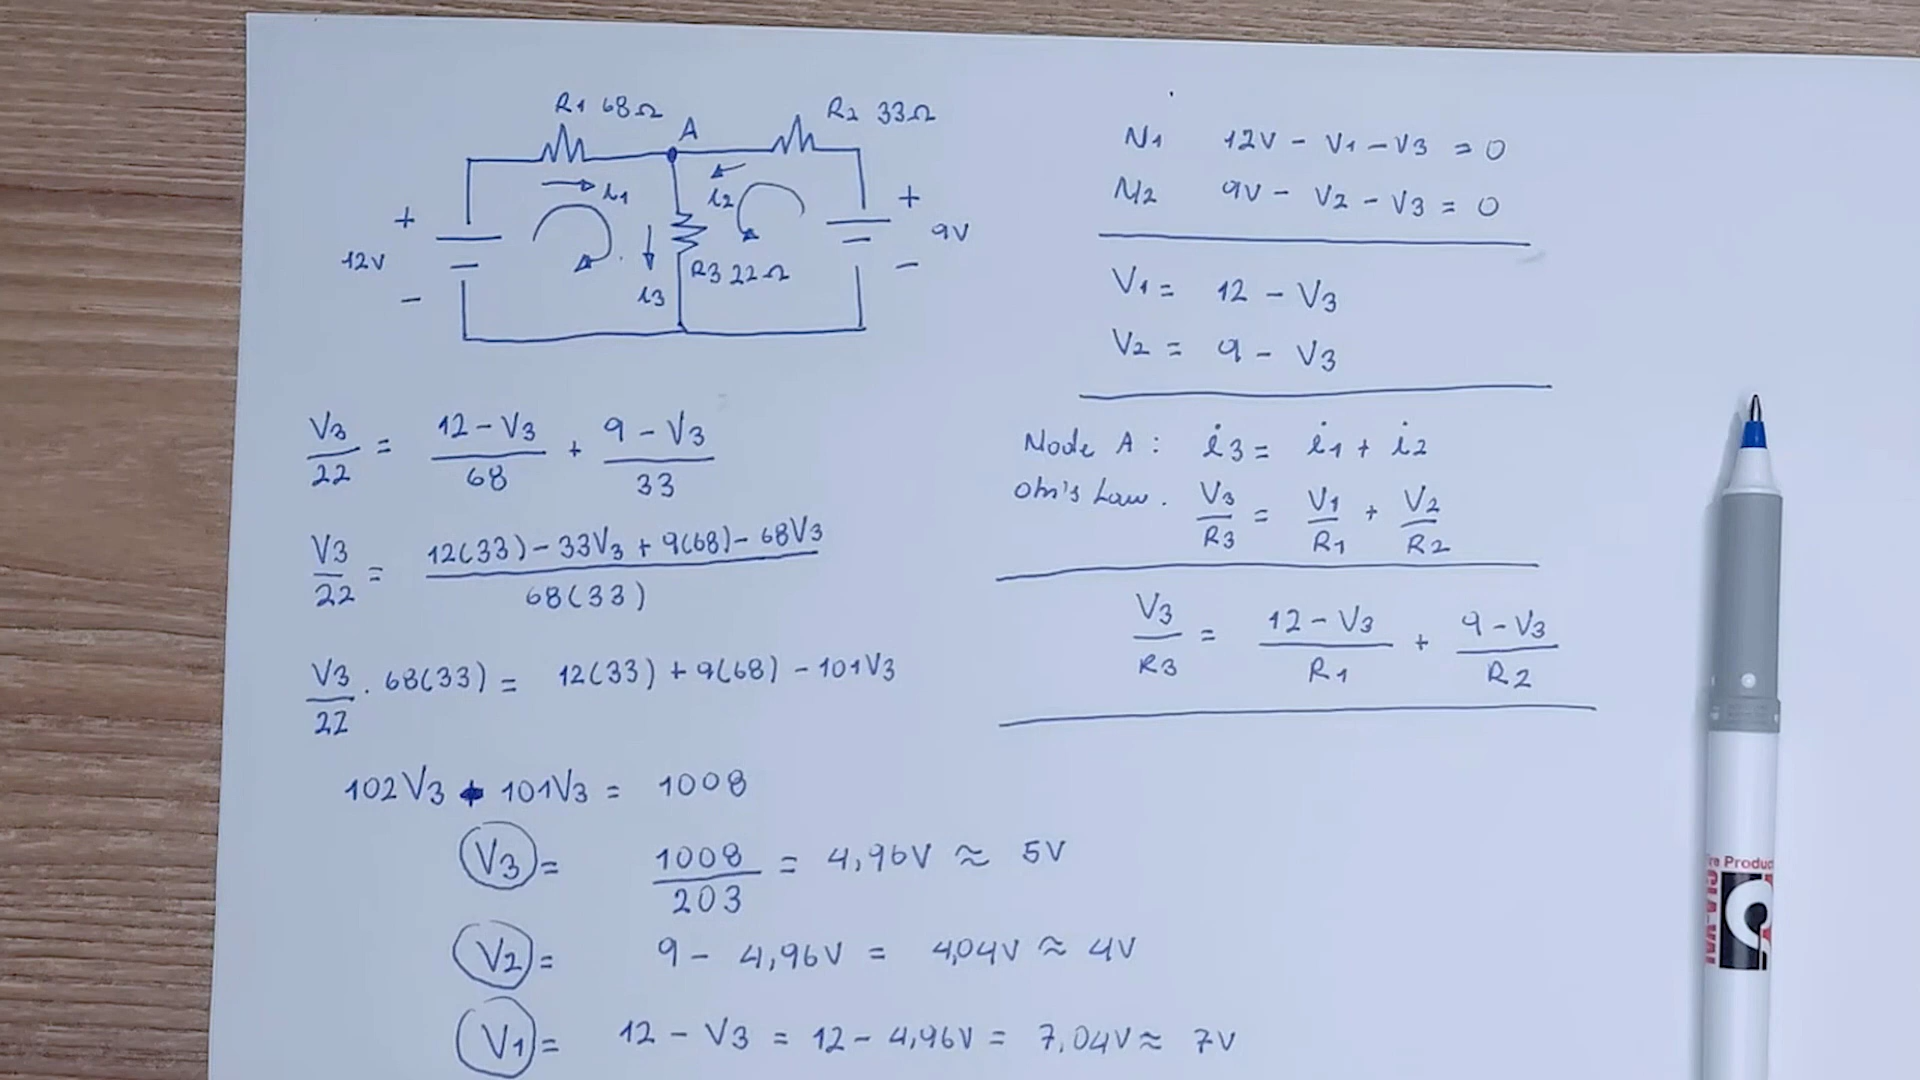 R1 68Ω
A
R2 33Ω
i1
i2
+
12V
-
+
9V
-
R3 22Ω
i3
N1 12V - V1 - V3 = 0
N2 9V - V2 - V3 = 0
V1 = 12 - V3
V2 = 9 - V3
Node A: i3 = i1 + i2
Ohm's Law. V3/R3 = V1/R1 + V2/R2
V3/R3 = (12 - V3)/R1 + (9 - V3)/R2
V3/22 = (12 - V3)/68 + (9 - V3)/33
V3/22 = (12(33) - 33V3 + 9(68) - 68V3)/68(33)
V3/22 . 68(33) = 12(33) + 9(68) - 101V3
102V3 + 101V3 = 1008
V3 = 1008/203 = 4,96V ≈ 5V
V2 = 9 - 4,96V = 4,04V ≈ 4V
V1 = 12 - V3 = 12 - 4,96V = 7,04V ≈ 7V
re Produc